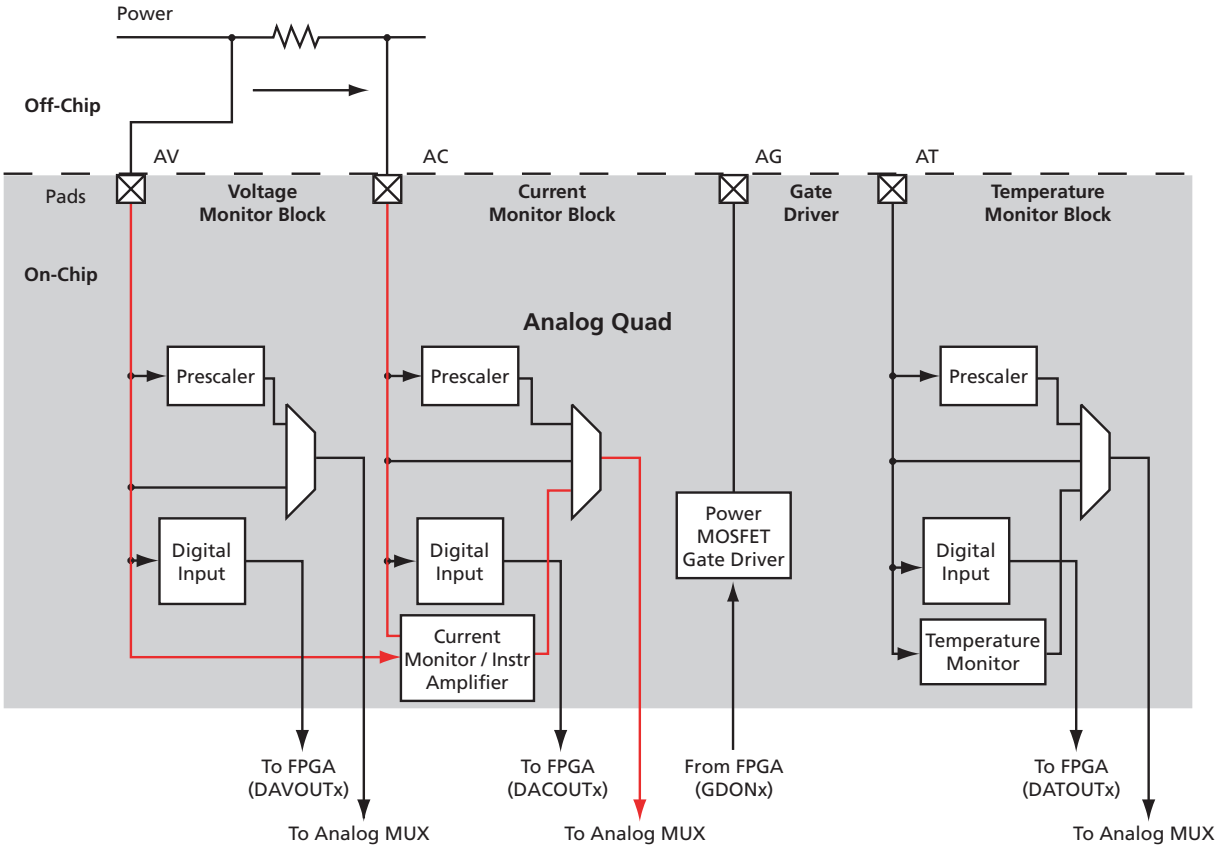 Power
Off-Chip
AV
AC
AG
AT
Pads
Voltage
Monitor Block
Current
Monitor Block
Gate
Driver
Temperature
Monitor Block
On-Chip
Analog Quad
Prescaler
Prescaler
Prescaler
Power
MOSFET
Gate Driver
Digital
Input
Digital
Input
Digital
Input
Current
Monitor / Instr
Amplifier
Temperature
Monitor
To FPGA
(DAVOUTx)
To FPGA
(DACOUTx)
From FPGA
(GDONx)
To FPGA
(DATOUTx)
To Analog MUX
To Analog MUX
To Analog MUX